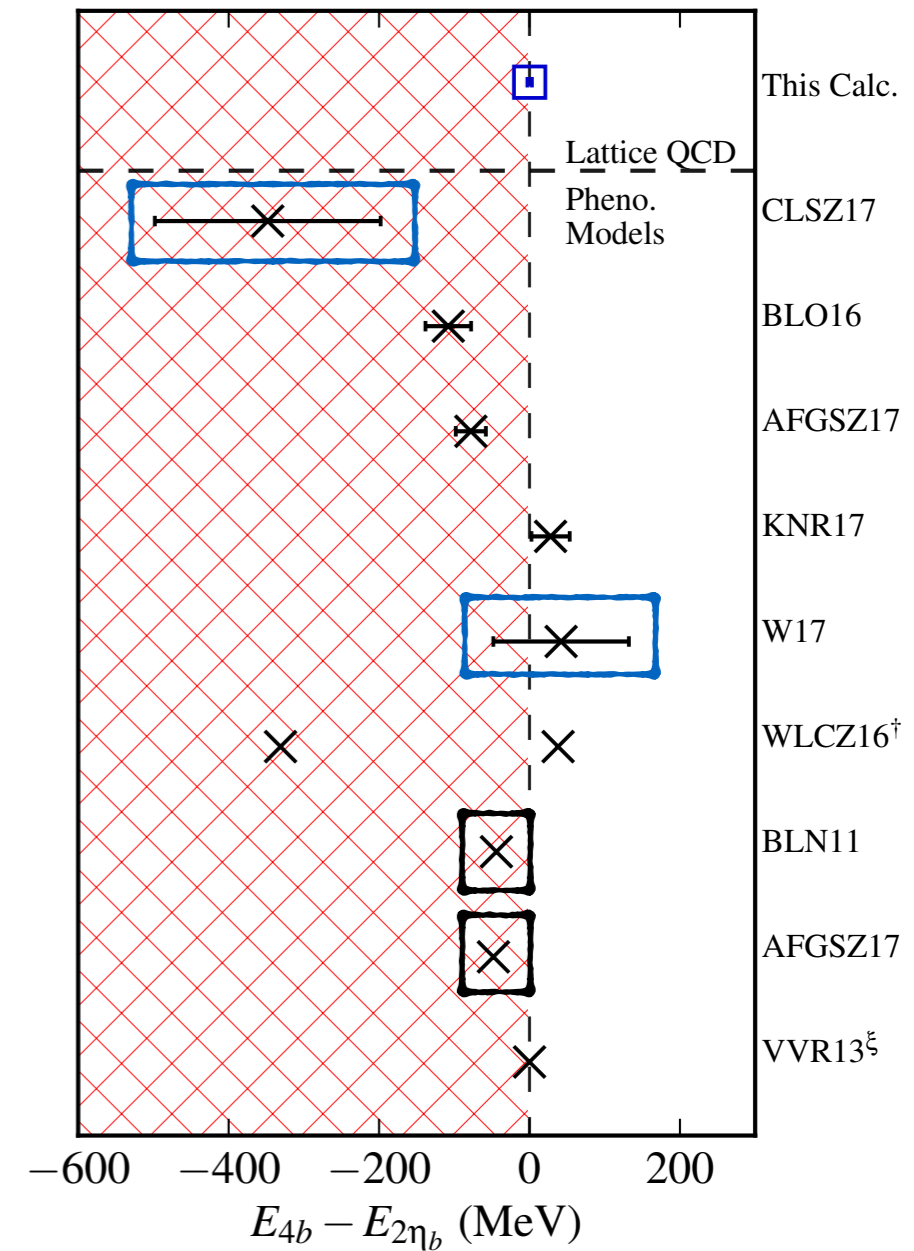 This Calc.
Lattice QCD
Pheno.
Models
CLSZ17
BLO16
AFGSZ17
KNR17
W17
WLCZ16†
BLN11
AFGSZ17
VVR13ξ
−600 −400 −200 0 200
E4b − E2ηb (MeV)